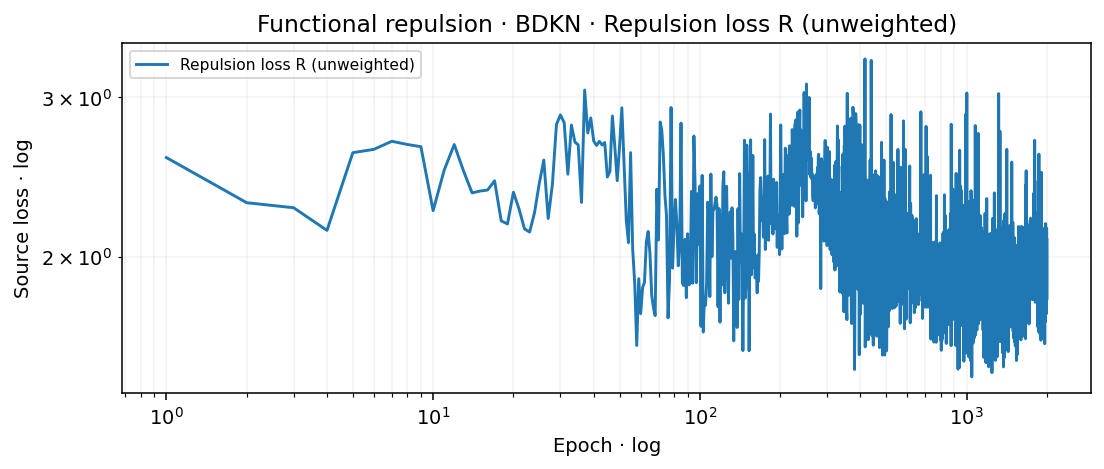 Functional repulsion · BDKN · Repulsion loss R (unweighted)
Repulsion loss R (unweighted)
3 × 10⁰
2 × 10⁰
Source loss · log
10⁰ 10¹ 10² 10³
Epoch · log